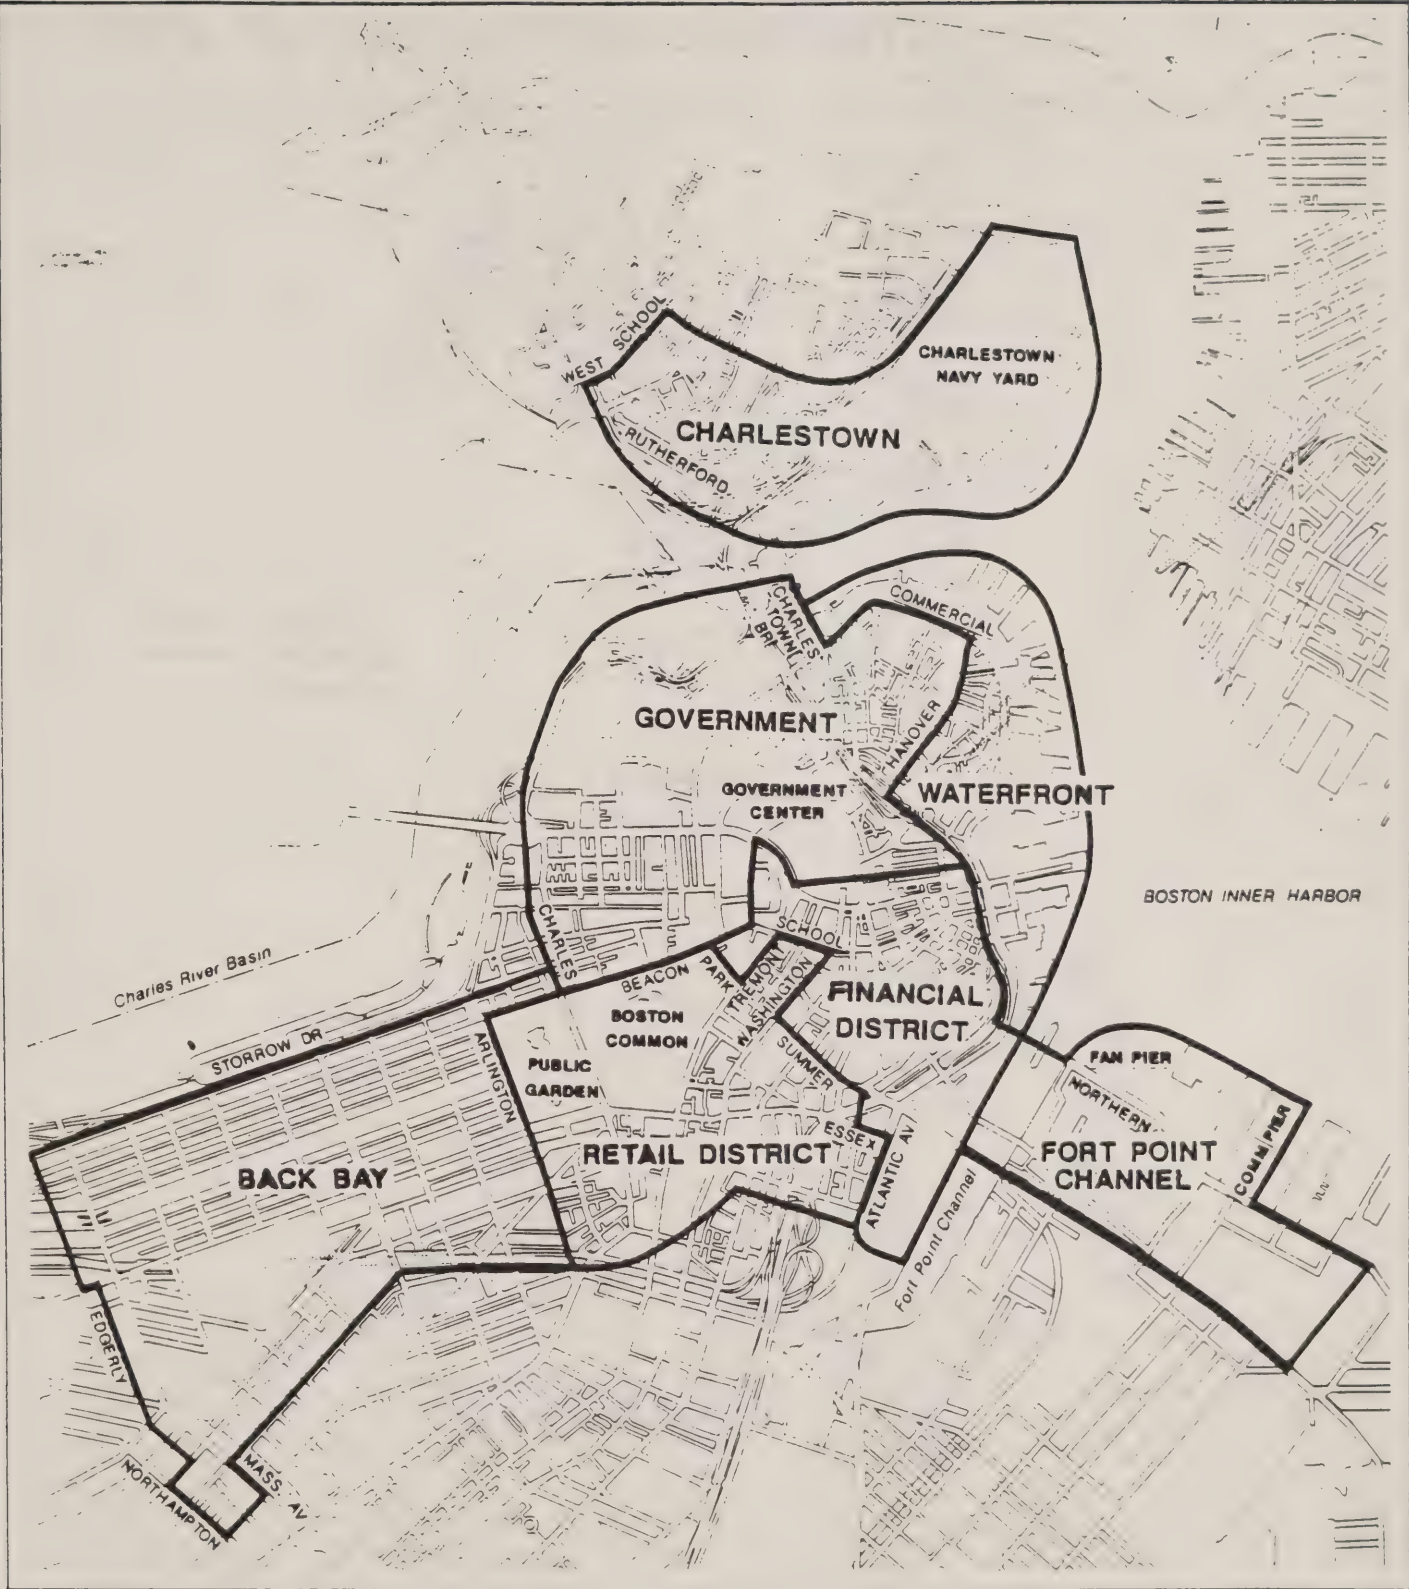 WEST SCHOOL
CHARLESTOWN
NAVY YARD
CHARLESTOWN
RUTHERFORD
CHARLES
TOWN
BRI
COMMERCIAL
GOVERNMENT
HANOVER
GOVERNMENT
CENTER
WATERFRONT
BOSTON INNER HARBOR
CHARLES
SCHOOL
Charles River Basin
BEACON
PARK
TREMONT
WASHINGTON
FINANCIAL
DISTRICT
BOSTON
COMMON
STORROW DR
ARLINGTON
PUBLIC
GARDEN
SUMMER
FAN PIER
NORTHERN
ESSEX
ATLANTIC AV
RETAIL DISTRICT
FORT POINT
CHANNEL
COMM. PIER
BACK BAY
Fort Point Channel
EDGERLY
MASS. AV
NORTHAMPTON